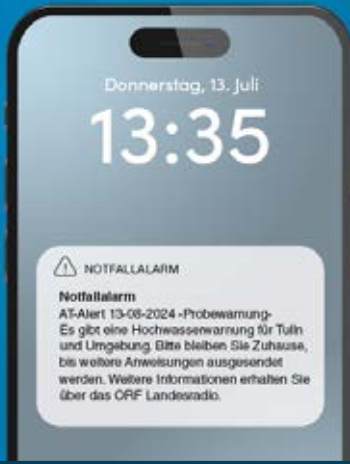 Donnerstag, 13. Juli
13:35
NOTFALLALARM
Notfallalarm
AT-Alert 13-08-2024 -Probewarnung-
Es gibt eine Hochwasserwarnung für Tulln
und Umgebung. Bitte bleiben Sie Zuhause,
bis weitere Anweisungen ausgesendet
werden. Weitere Informationen erhalten Sie
über das ORF Landesradio.